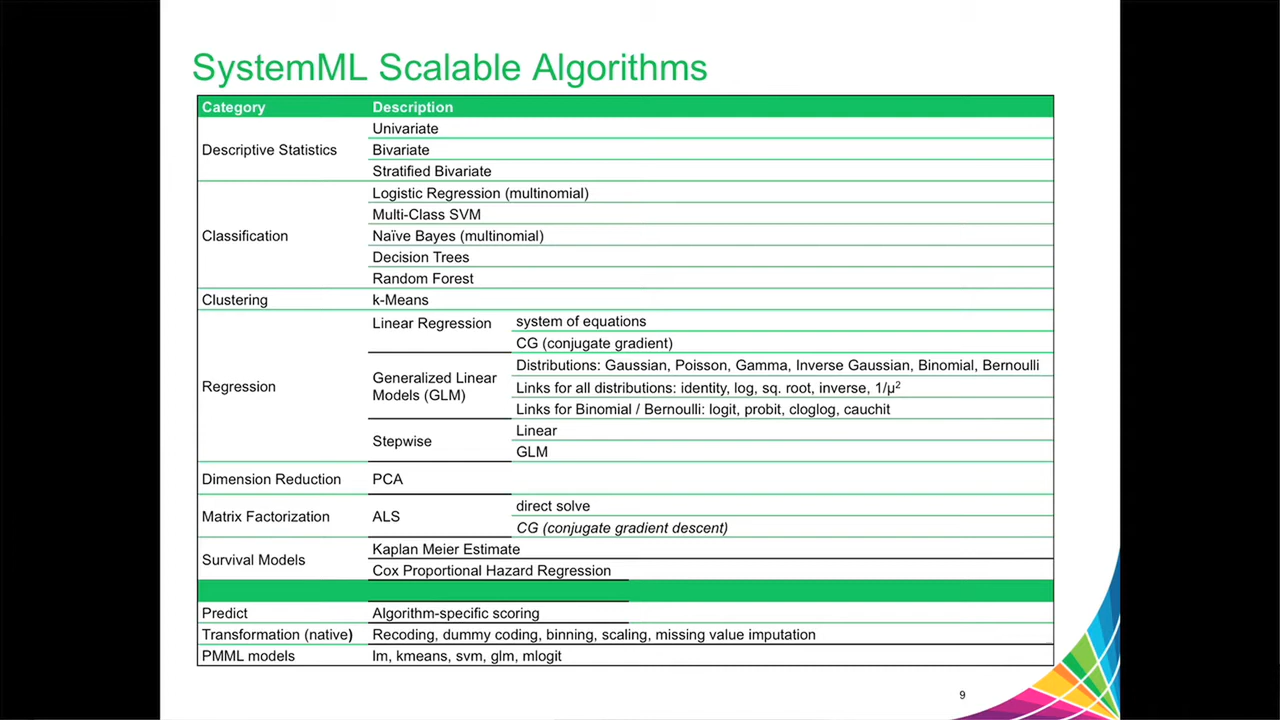 SystemML Scalable Algorithms
Category Description
Descriptive Statistics
Univariate
Bivariate
Stratified Bivariate
Classification
Logistic Regression (multinomial)
Multi-Class SVM
Naïve Bayes (multinomial)
Decision Trees
Random Forest
Clustering k-Means
Regression
Linear Regression
system of equations
CG (conjugate gradient)
Generalized Linear
Models (GLM)
Distributions: Gaussian, Poisson, Gamma, Inverse Gaussian, Binomial, Bernoulli
Links for all distributions: identity, log, sq. root, inverse, 1/µ²
Links for Binomial / Bernoulli: logit, probit, cloglog, cauchit
Stepwise
Linear
GLM
Dimension Reduction PCA
Matrix Factorization ALS
direct solve
CG (conjugate gradient descent)
Survival Models
Kaplan Meier Estimate
Cox Proportional Hazard Regression
Predict Algorithm-specific scoring
Transformation (native) Recoding, dummy coding, binning, scaling, missing value imputation
PMML models lm, kmeans, svm, glm, mlogit
9